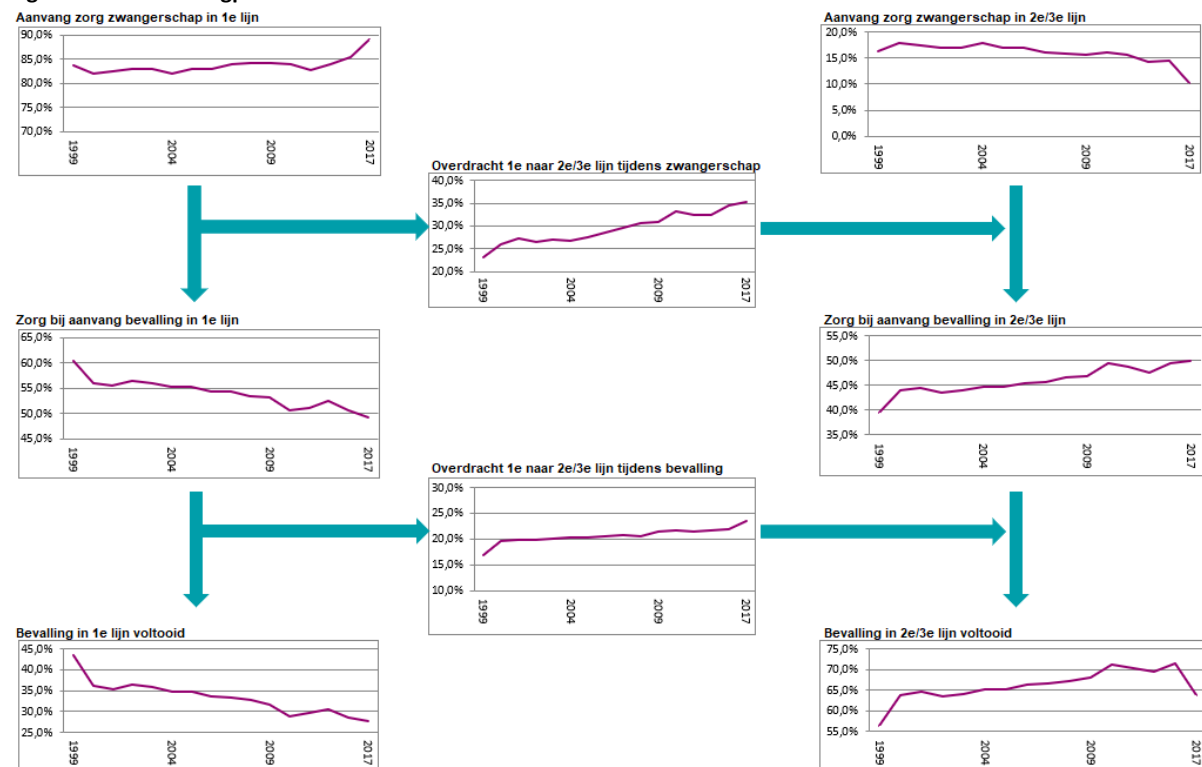 Aanvang zorg zwangerschap in 1e lijn
90,0%
85,0%
80,0%
75,0%
70,0%
1999 2004 2009 2017
Aanvang zorg zwangerschap in 2e/3e lijn
20,0%
15,0%
10,0%
5,0%
0,0%
1999 2004 2009 2017
Overdracht 1e naar 2e/3e lijn tijdens zwangerschap
40,0%
35,0%
30,0%
25,0%
20,0%
1999 2004 2009 2017
Zorg bij aanvang bevalling in 1e lijn
65,0%
60,0%
55,0%
50,0%
45,0%
1999 2004 2009 2017
Zorg bij aanvang bevalling in 2e/3e lijn
55,0%
50,0%
45,0%
40,0%
35,0%
1999 2004 2009 2017
Overdracht 1e naar 2e/3e lijn tijdens bevalling
30,0%
25,0%
20,0%
15,0%
10,0%
1999 2004 2009 2017
Bevalling in 1e lijn voltooid
45,0%
40,0%
35,0%
30,0%
25,0%
1999 2004 2009 2017
Bevalling in 2e/3e lijn voltooid
75,0%
70,0%
65,0%
60,0%
55,0%
1999 2004 2009 2017